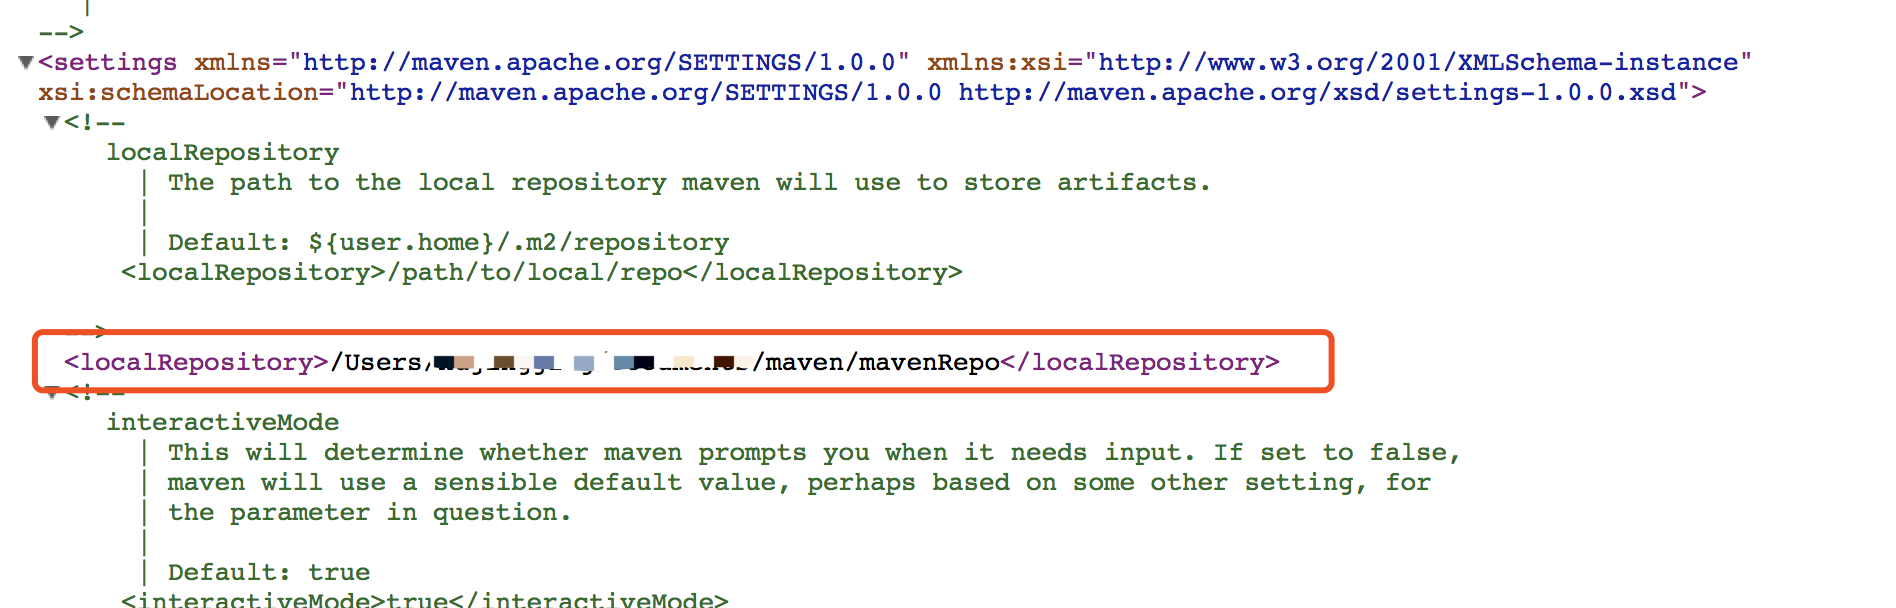 |
-->
▼<settings xmlns="http://maven.apache.org/SETTINGS/1.0.0" xmlns:xsi="http://www.w3.org/2001/XMLSchema-instance"
xsi:schemaLocation="http://maven.apache.org/SETTINGS/1.0.0 http://maven.apache.org/xsd/settings-1.0.0.xsd">
▼<!--
localRepository
| The path to the local repository maven will use to store artifacts.
|
| Default: ${user.home}/.m2/repository
<localRepository>/path/to/local/repo</localRepository>
-->
<localRepository>/Users/ /maven/mavenRepo</localRepository>
▼<!--
interactiveMode
| This will determine whether maven prompts you when it needs input. If set to false,
| maven will use a sensible default value, perhaps based on some other setting, for
| the parameter in question.
|
| Default: true
<interactiveMode>true</interactiveMode>